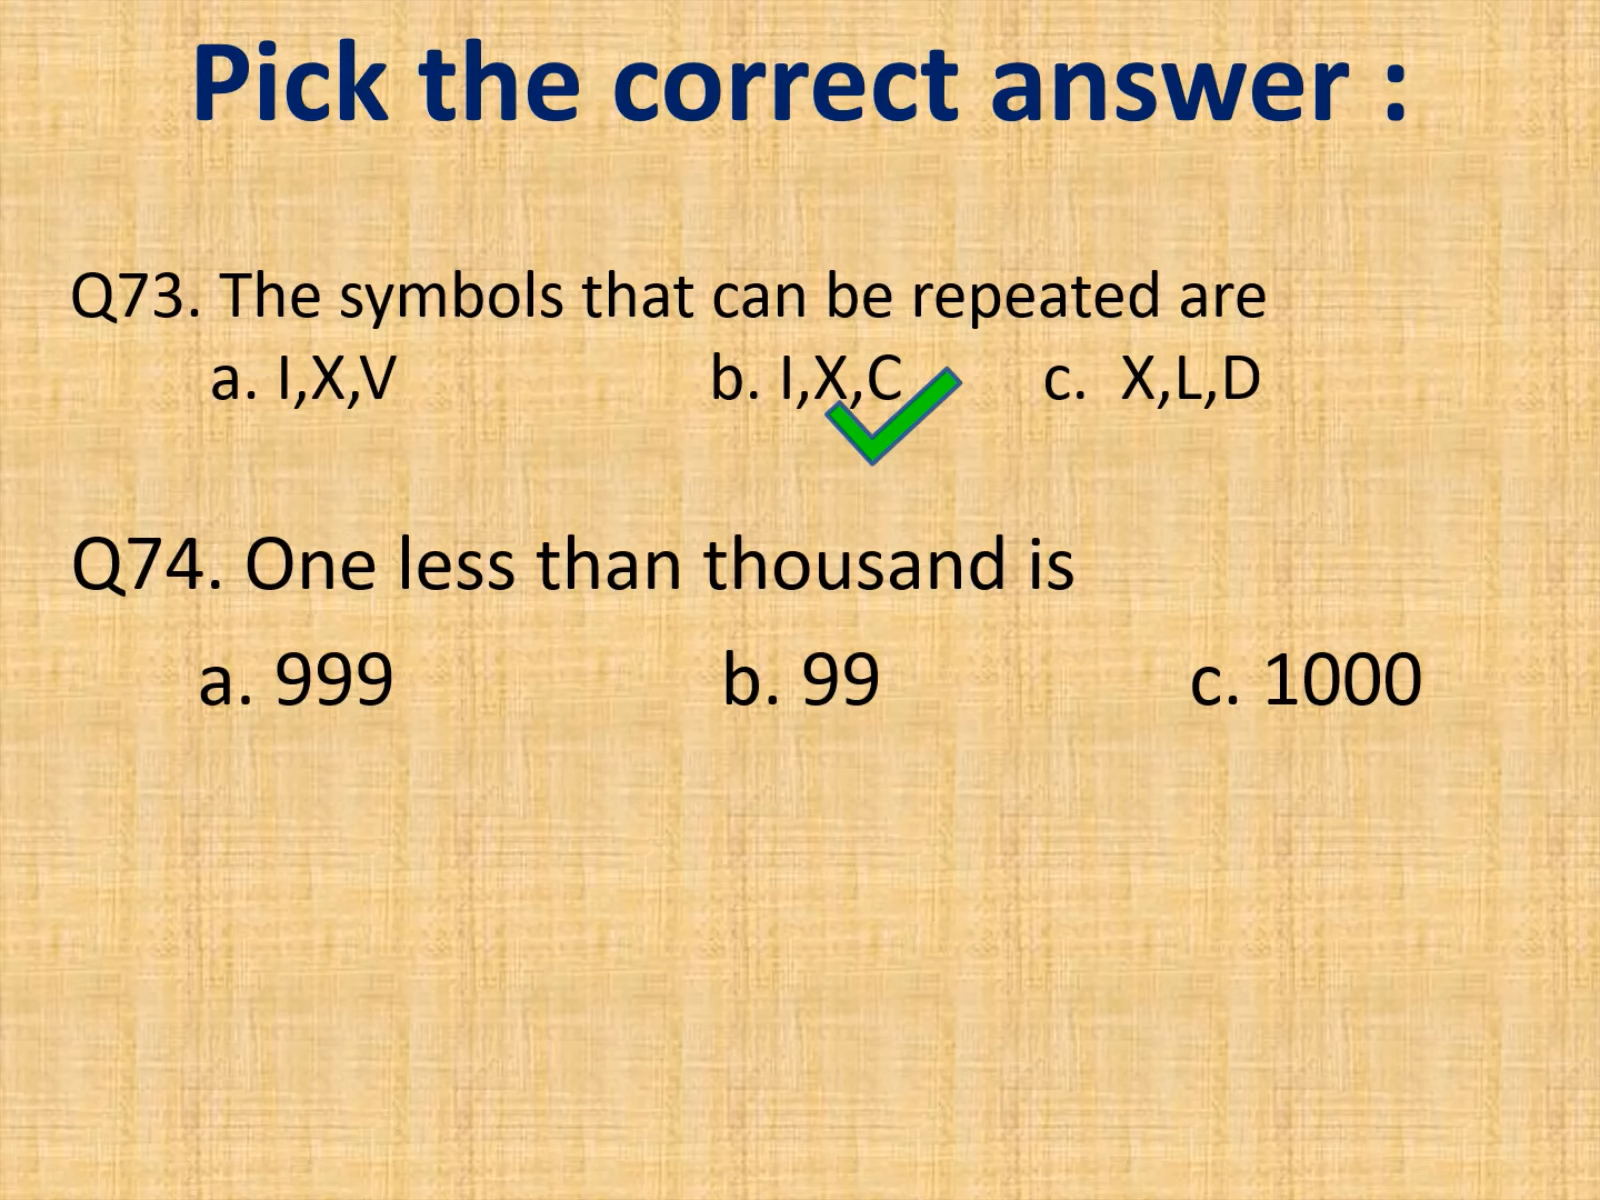 Pick the correct answer :
Q73. The symbols that can be repeated are
a. I,X,V b. I,X,C c. X,L,D
Q74. One less than thousand is
a. 999 b. 99 c. 1000